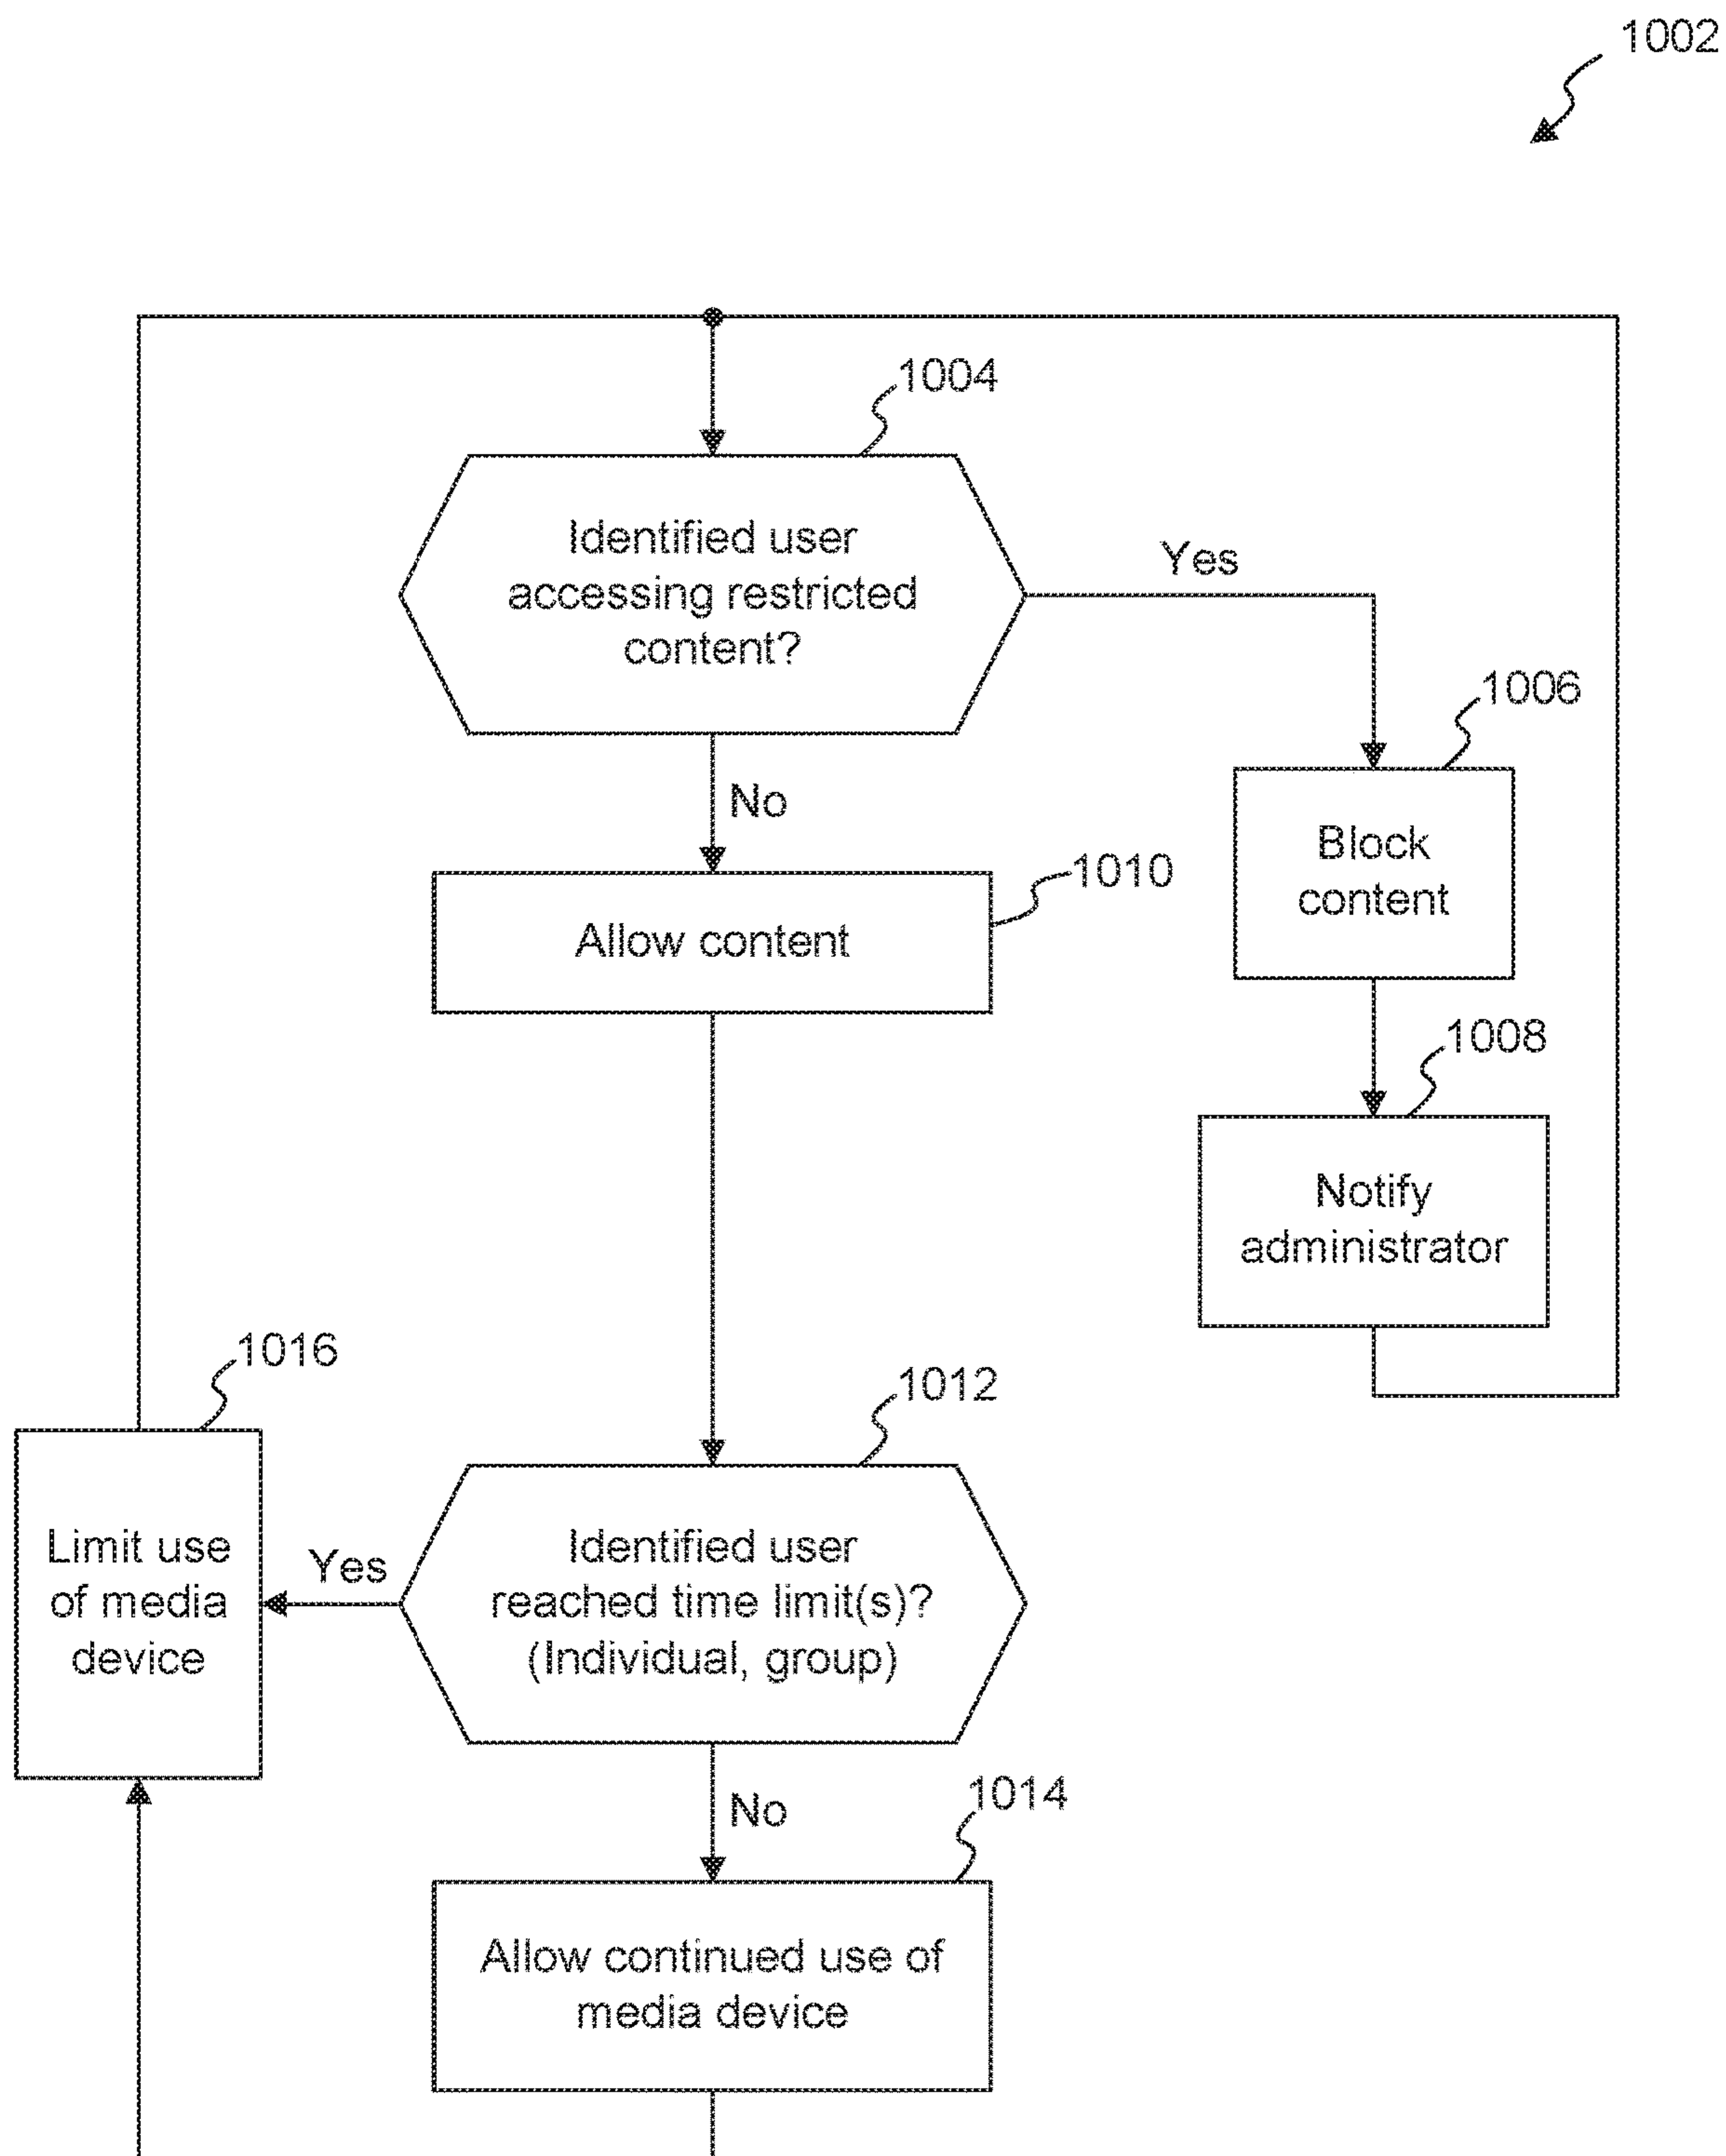 1002
1004
Identified user
accessing restricted
content?
Yes
1006
No
Block
content
1010
Allow content
1008
Notify
administrator
1016
1012
Limit use
of media
device
Yes
Identified user
reached time limit(s)?
(Individual, group)
No
1014
Allow continued use of
media device